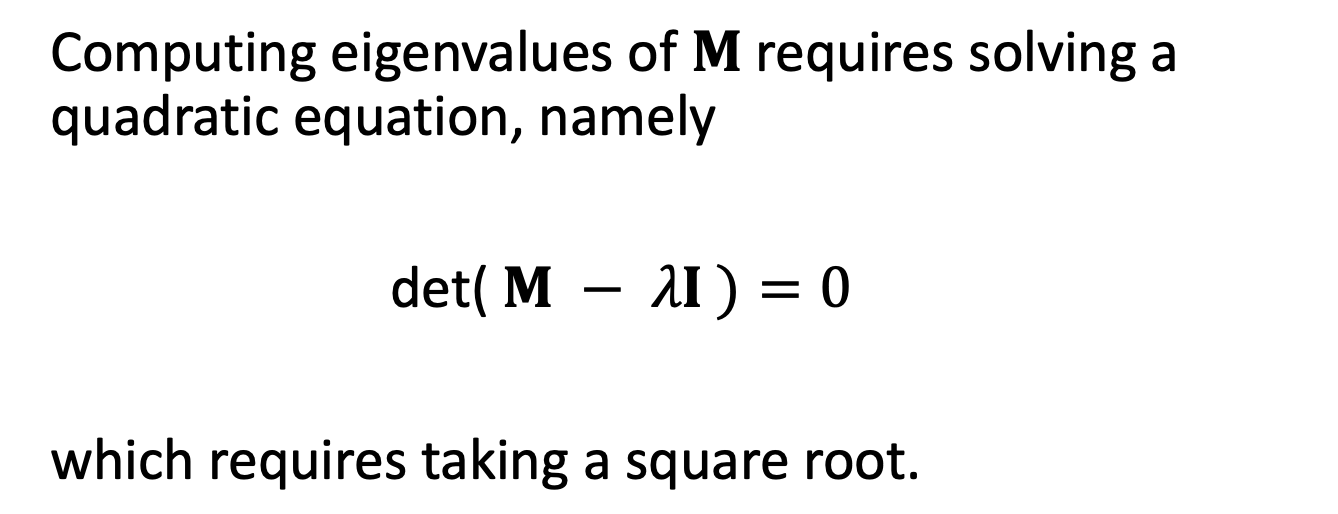 Computing eigenvalues of M requires solving a
quadratic equation, namely
det( M − λI ) = 0
which requires taking a square root.